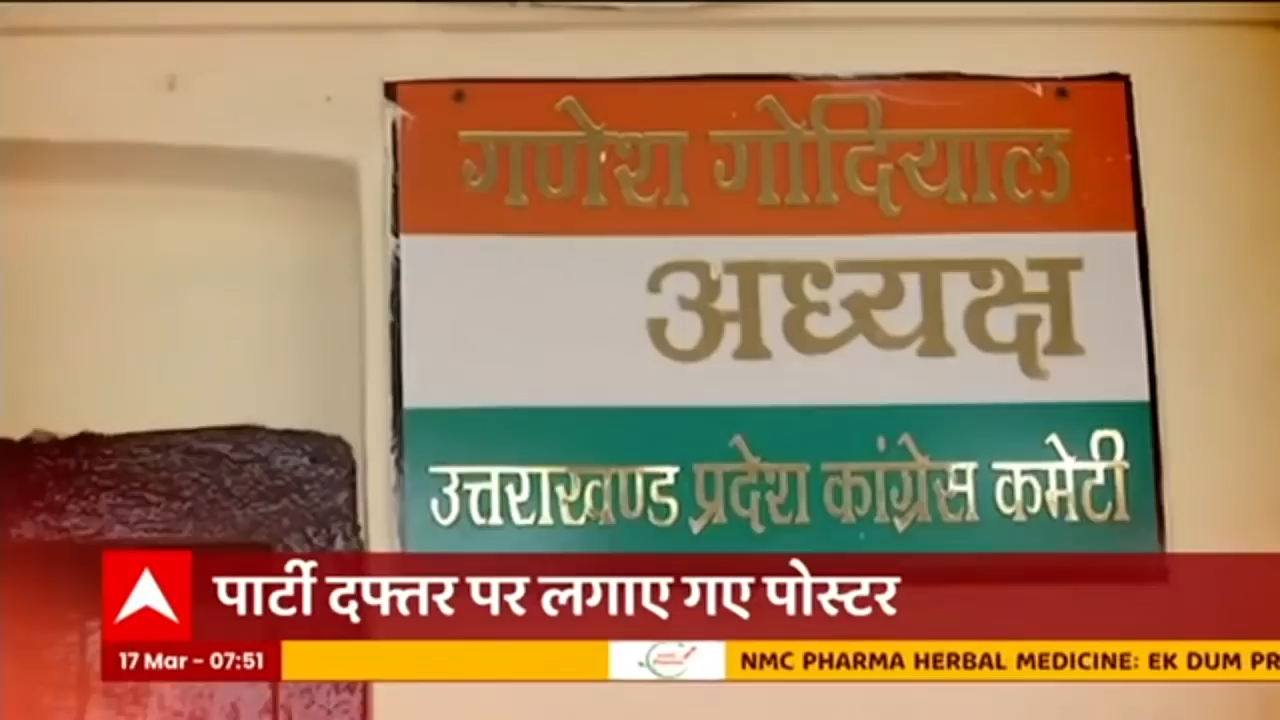 गणेश गोदियाल
अध्यक्ष
उत्तराखण्ड प्रदेश कांग्रेस कमेटी
पार्टी दफ्तर पर लगाए गए पोस्टर
17 Mar - 07:51
NMC PHARMA HERBAL MEDICINE: EK DUM PR